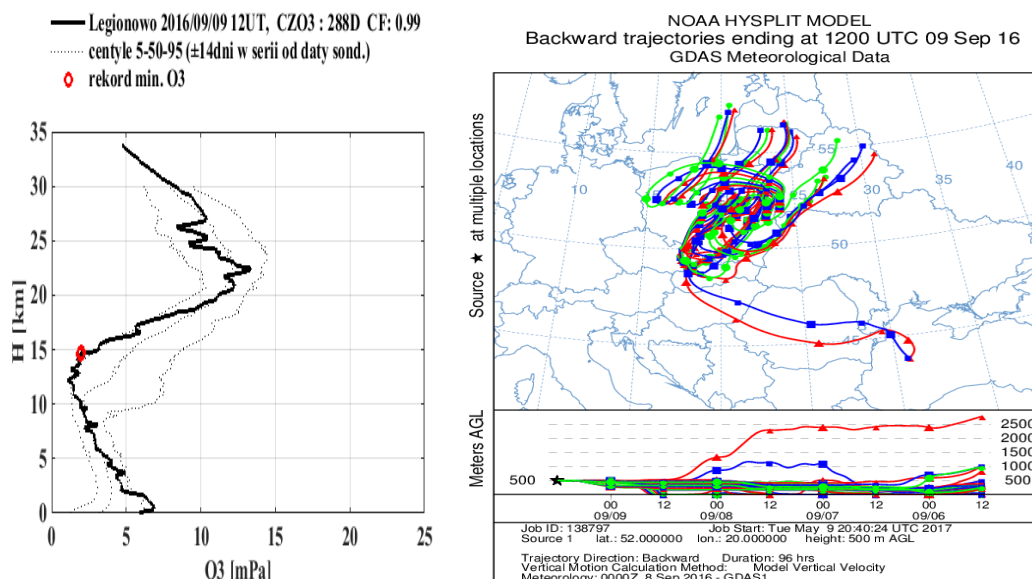 Legionowo 2016/09/09 12UT, CZO3 : 288D CF: 0.99
centyle 5-50-95 (±14dni w serii od daty sond.)
rekord min. O3
35
30
25
20
15
10
5
0
H [km]
0 5 10 15 20 25
O3 [mPa]
NOAA HYSPLIT MODEL
Backward trajectories ending at 1200 UTC 09 Sep 16
GDAS Meteorological Data
Source ★ at multiple locations
10
55
30
35
40
50
45
Meters AGL
500
2500
2000
1500
1000
500
00 12 00 12 00 12 00 12
09/09 09/08 09/07 09/06
Job ID: 138797 Job Start: Tue May 9 20:40:24 UTC 2017
Source 1 lat.: 52.000000 lon.: 20.000000 height: 500 m AGL
Trajectory Direction: Backward Duration: 96 hrs
Vertical Motion Calculation Method: Model Vertical Velocity
Meteorology: 0000Z 8 Sep 2016 - GDAS1